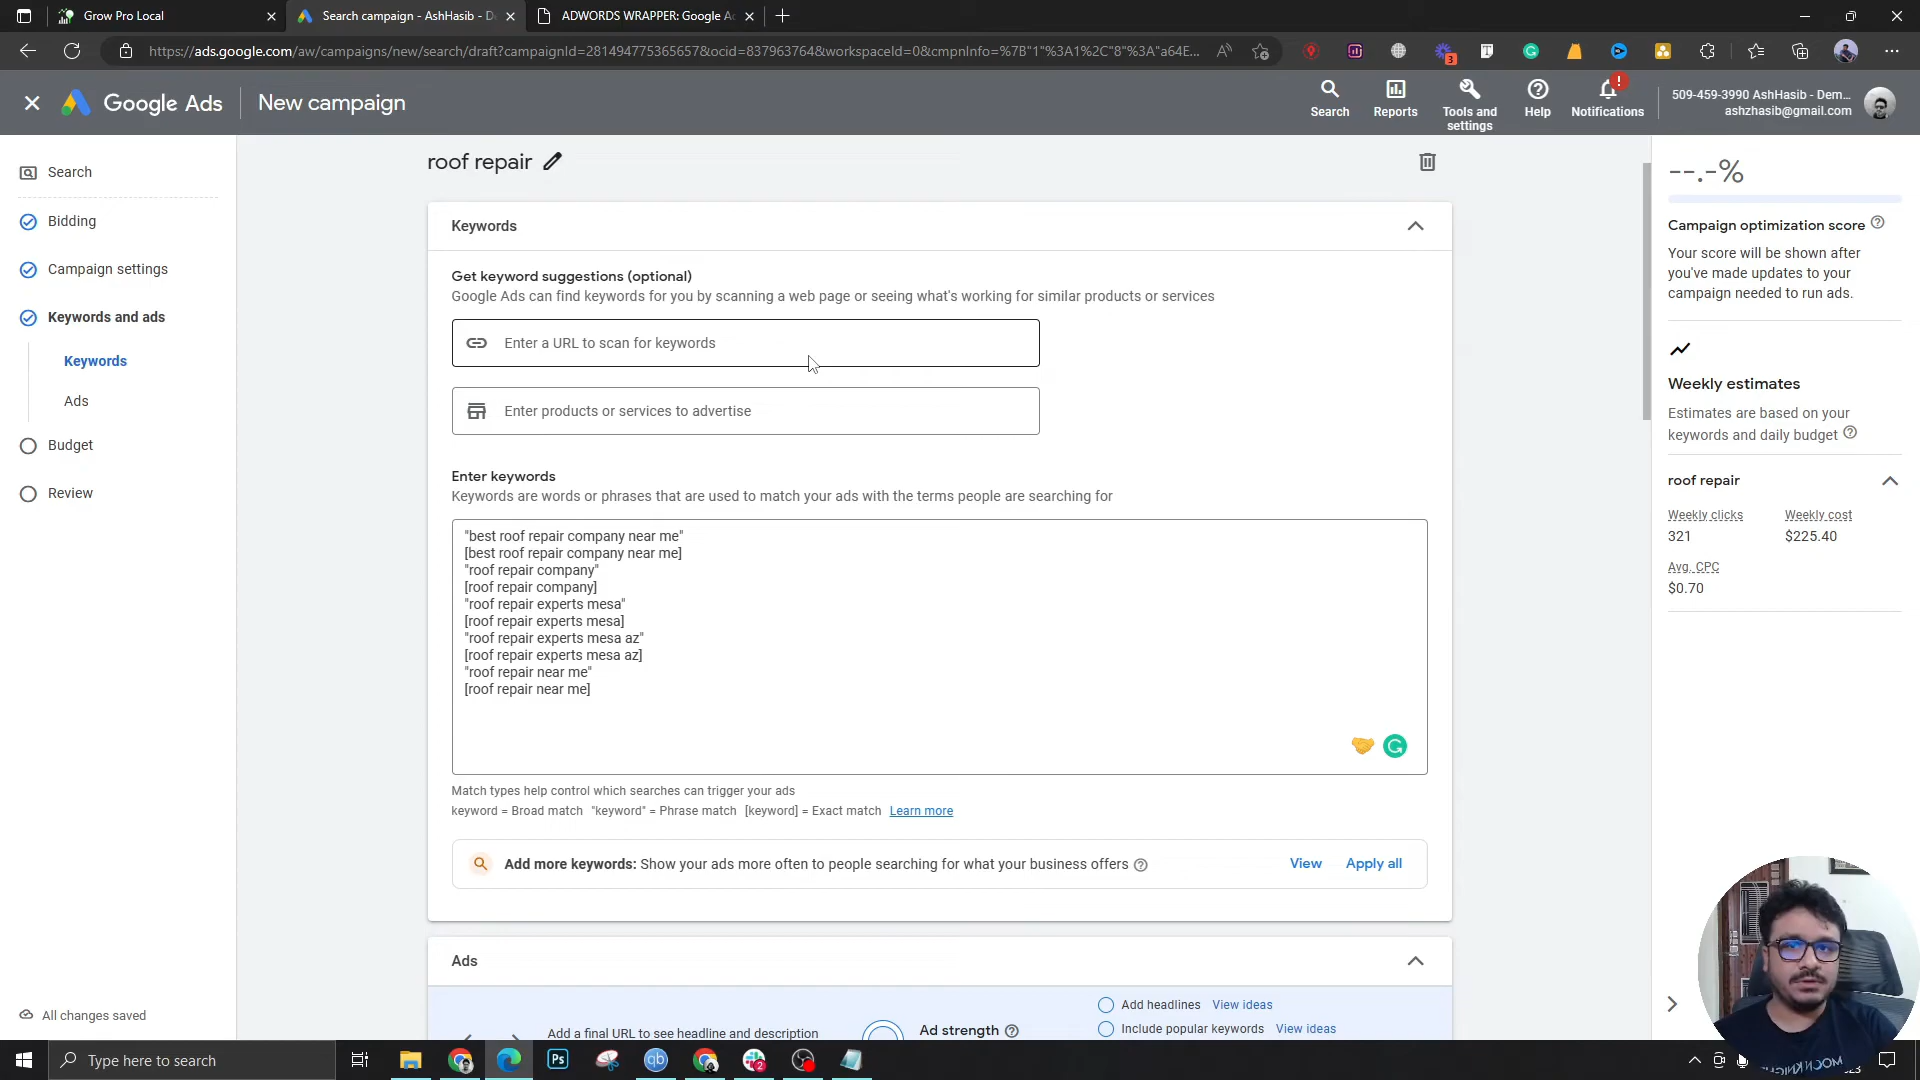 Grow Pro Local
Search campaign - AshHasib - De
ADWORDS WRAPPER: Google Ad
https://ads.google.com/aw/campaigns/new/search/draft?campaignId=281494775365657&ocid=837963764&workspaceId=0&cmpnInfo=%7B"1"%3A1%2C"8"%3A"a64E...
3
Google Ads
New campaign
Search
Reports
Tools and settings
Help
Notifications
!
509-459-3990 AshHasib - Dem...
ashzhasib@gmail.com
Search
Bidding
Campaign settings
Keywords and ads
Keywords
Ads
Budget
Review
All changes saved
roof repair
Keywords
Get keyword suggestions (optional)
Google Ads can find keywords for you by scanning a web page or seeing what's working for similar products or services
Enter a URL to scan for keywords
Enter products or services to advertise
Enter keywords
Keywords are words or phrases that are used to match your ads with the terms people are searching for
"best roof repair company near me"
[best roof repair company near me]
"roof repair company"
[roof repair company]
"roof repair experts mesa"
[roof repair experts mesa]
"roof repair experts mesa az"
[roof repair experts mesa az]
"roof repair near me"
[roof repair near me]
Match types help control which searches can trigger your ads
keyword = Broad match "keyword" = Phrase match [keyword] = Exact match Learn more
Add more keywords: Show your ads more often to people searching for what your business offers
View
Apply all
Ads
Add a final URL to see headline and description
Ad strength
Add headlines View ideas
Include popular keywords View ideas
--.-%
Campaign optimization score
Your score will be shown after
you've made updates to your
campaign needed to run ads.
Weekly estimates
Estimates are based on your
keywords and daily budget
roof repair
Weekly clicks
321
Weekly cost
$225.40
Avg. CPC
$0.70
Type here to search
Ps
qb
2